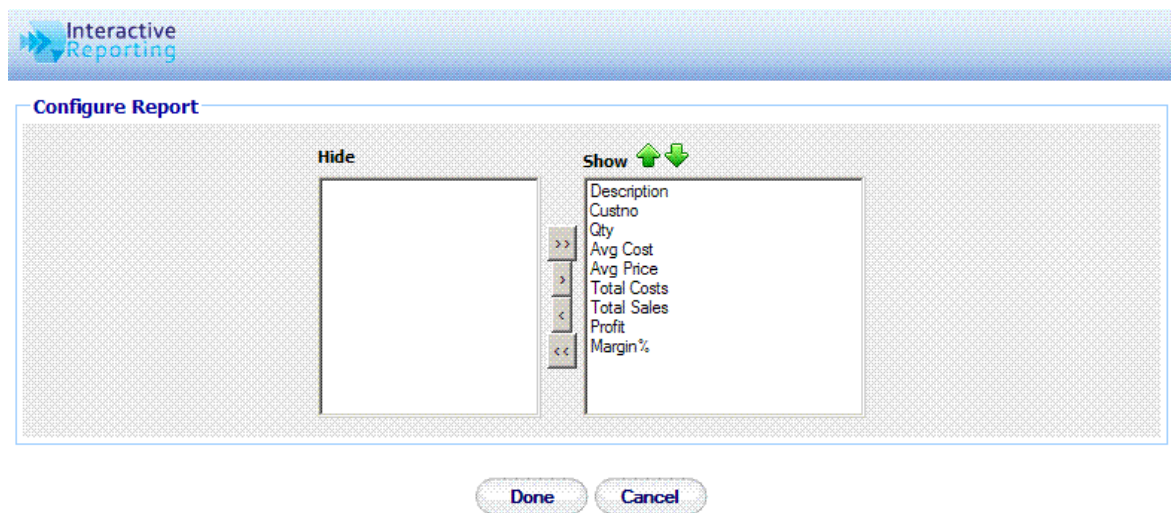 Interactive
Reporting
Configure Report
Hide
Show
Description
Custno
Qty
Avg Cost
Avg Price
Total Costs
Total Sales
Profit
Margin%
>>
>
<
<<
Done
Cancel